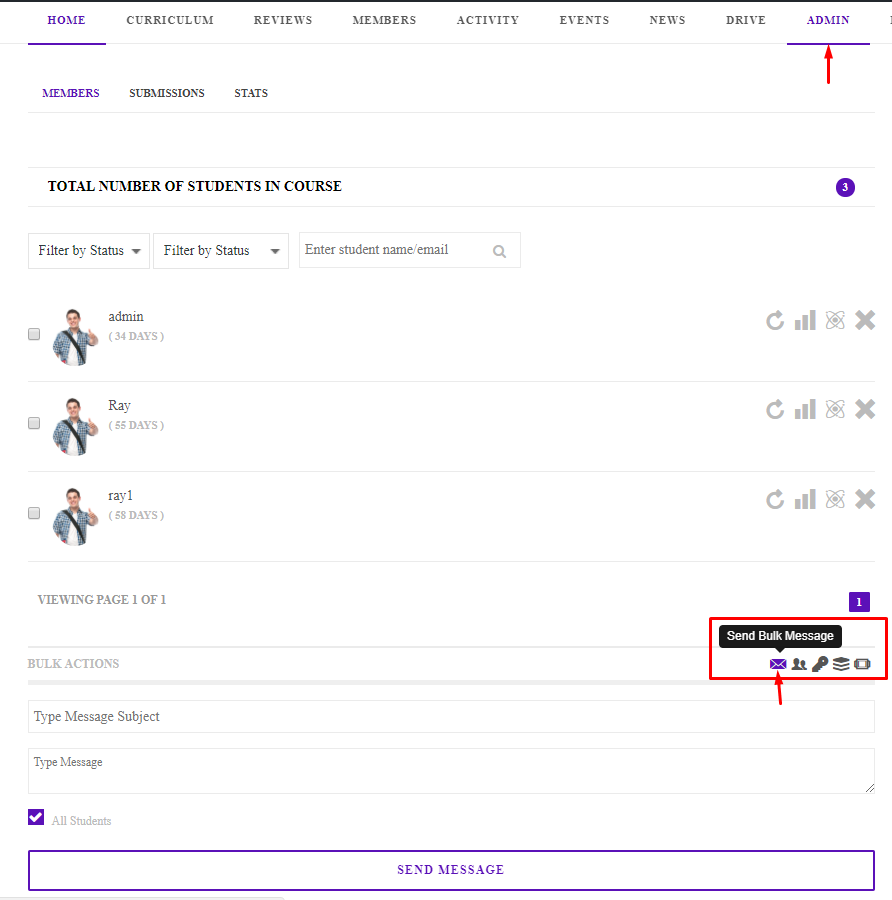 HOME CURRICULUM REVIEWS MEMBERS ACTIVITY EVENTS NEWS DRIVE ADMIN
MEMBERS SUBMISSIONS STATS
TOTAL NUMBER OF STUDENTS IN COURSE 3
Filter by Status Filter by Status Enter student name/email
admin
( 34 DAYS )
Ray
( 55 DAYS )
ray1
( 58 DAYS )
VIEWING PAGE 1 OF 1 1
Send Bulk Message
BULK ACTIONS
Type Message Subject
Type Message
All Students
SEND MESSAGE